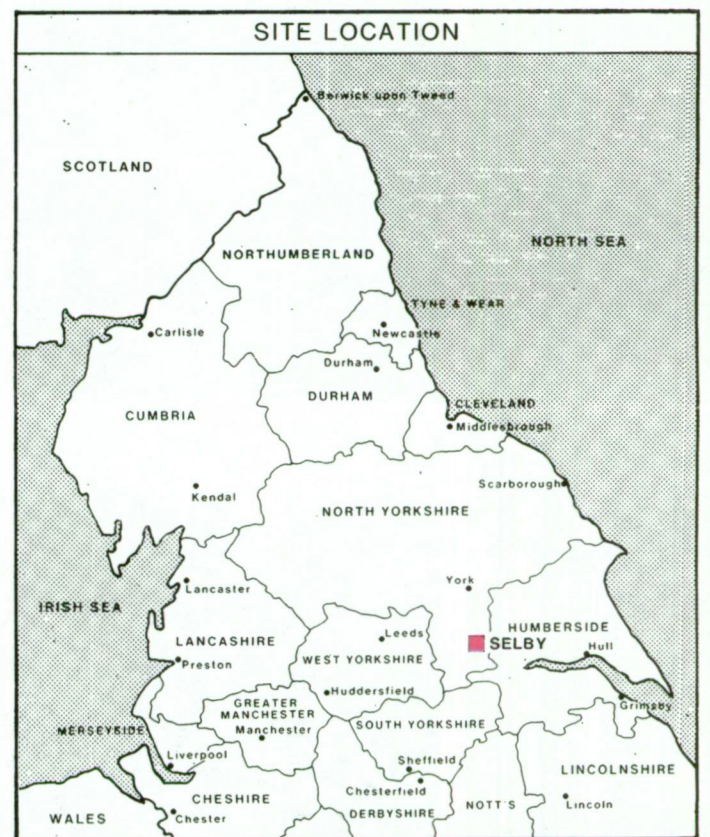 SITE LOCATION
Berwick upon Tweed
SCOTLAND
NORTH SEA
NORTHUMBERLAND
TYNE & WEAR
Carlisle
Newcastle
Durham
DURHAM
CLEVELAND
CUMBRIA
Middlesbrough
Scarborough
Kendal
NORTH YORKSHIRE
York
Lancaster
IRISH SEA
HUMBERSIDE
Leeds
LANCASHIRE
SELBY
Hull
WEST YORKSHIRE
Preston
Huddersfield
GREATER
MANCHESTER
Grimsby
SOUTH YORKSHIRE
MERSEYSIDE
Manchester
Liverpool
Sheffield
LINCOLNSHIRE
Chesterfield
CHESHIRE
NOTT'S
Lincoln
DERBYSHIRE
WALES
Chester